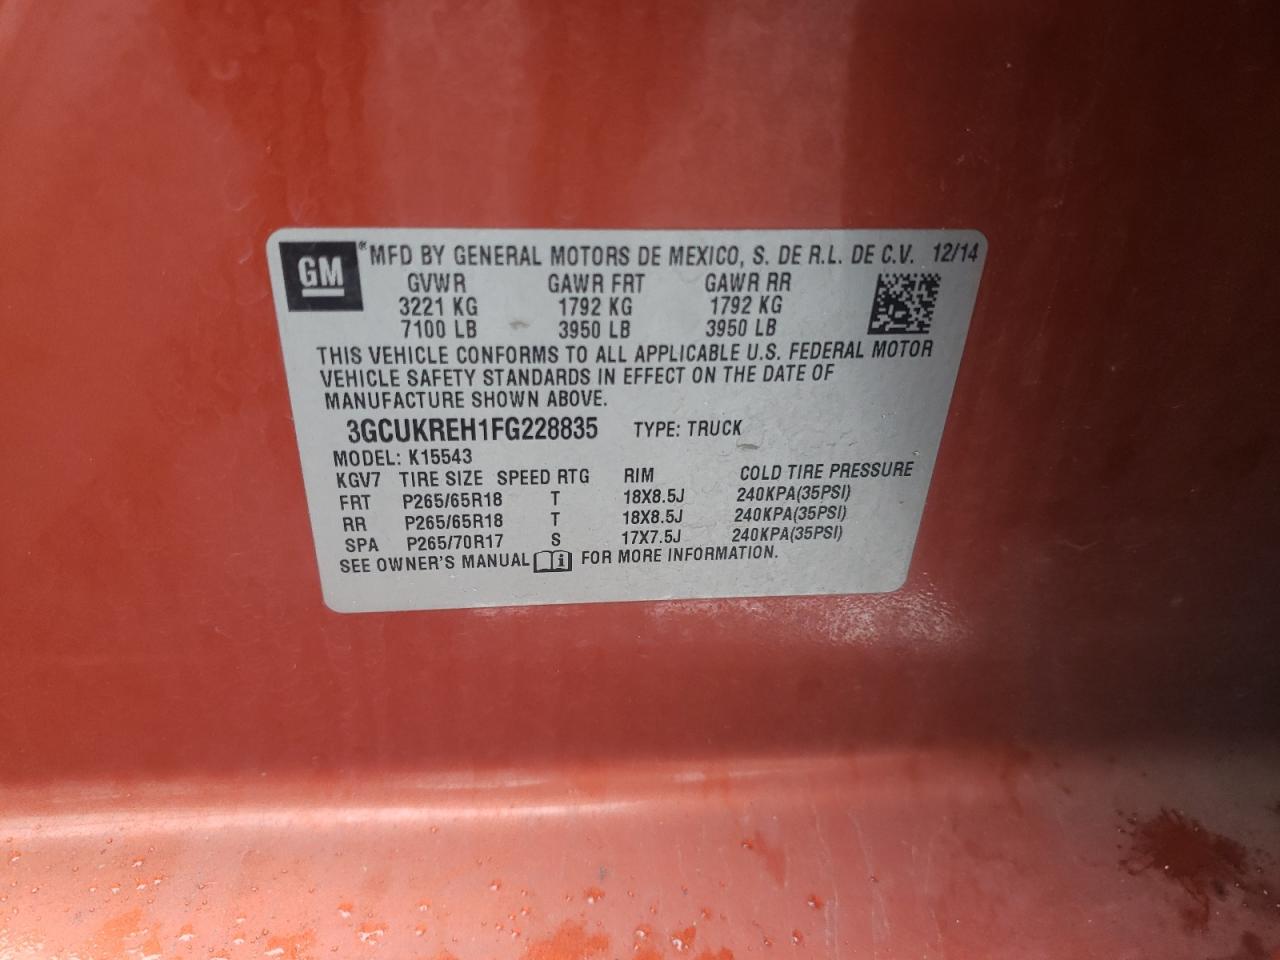 GM ® MFD BY GENERAL MOTORS DE MEXICO, S. DE R.L. DE C.V. 12/14
GVWR GAWR FRT GAWR RR
3221 KG 1792 KG 1792 KG
7100 LB 3950 LB 3950 LB
THIS VEHICLE CONFORMS TO ALL APPLICABLE U.S. FEDERAL MOTOR
VEHICLE SAFETY STANDARDS IN EFFECT ON THE DATE OF
MANUFACTURE SHOWN ABOVE.
3GCUKREH1FG228835 TYPE: TRUCK
MODEL: K15543
KGV7 TIRE SIZE SPEED RTG RIM COLD TIRE PRESSURE
FRT P265/65R18 T 18X8.5J 240KPA(35PSI)
RR P265/65R18 T 18X8.5J 240KPA(35PSI)
SPA P265/70R17 S 17X7.5J 240KPA(35PSI)
SEE OWNER'S MANUAL i FOR MORE INFORMATION.